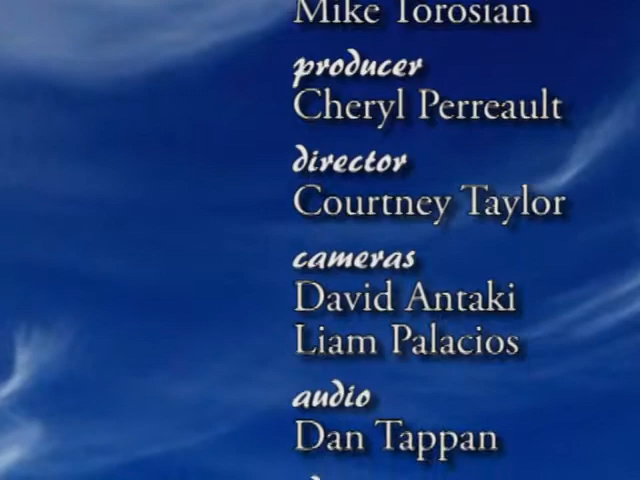 Mike Torosian
producer
Cheryl Perreault
director
Courtney Taylor
cameras
David Antaki
Liam Palacios
audio
Dan Tappan